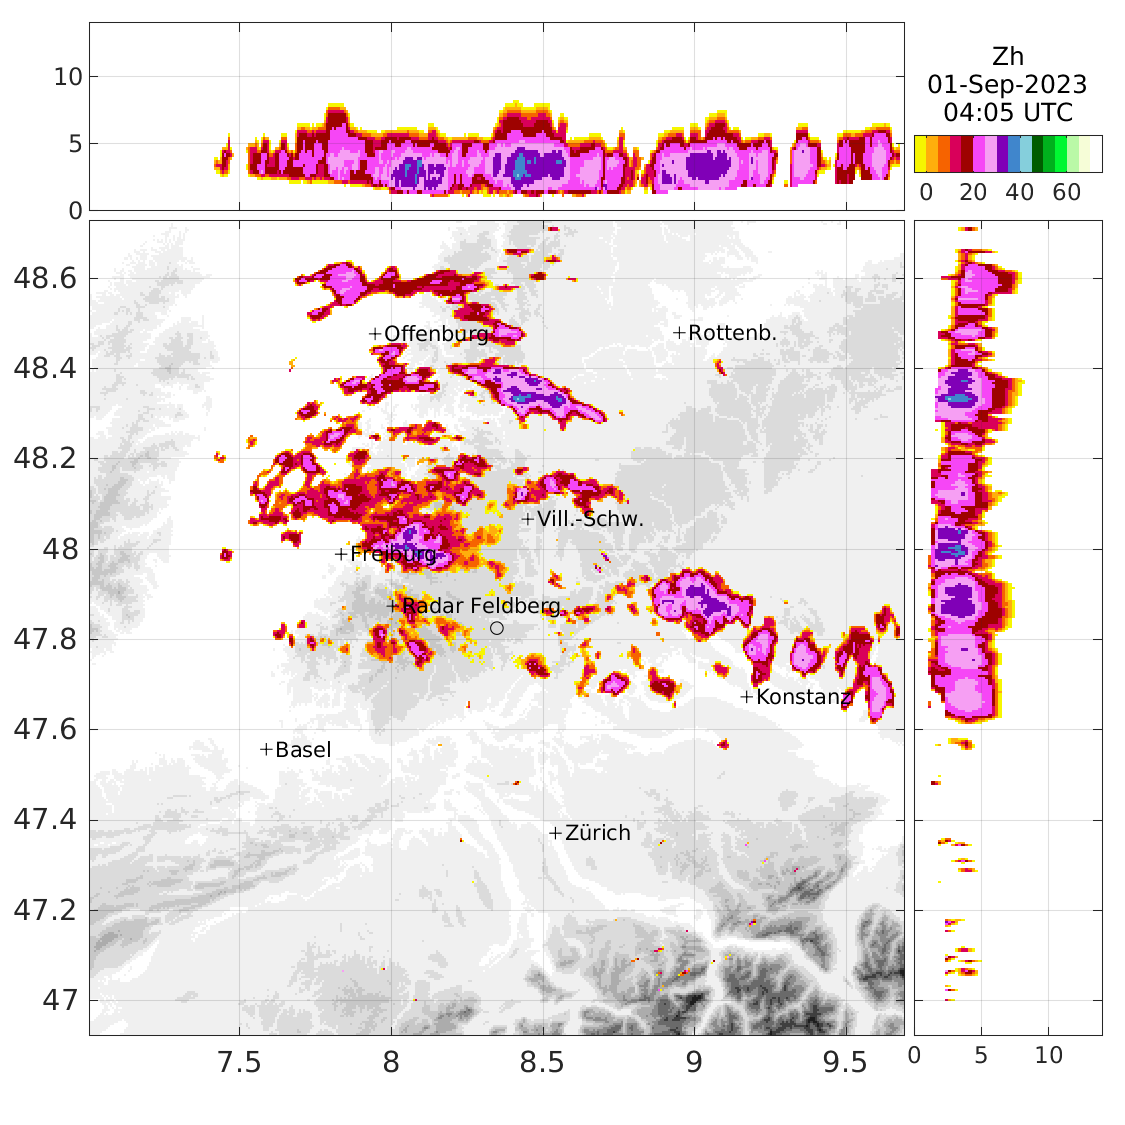 10
5
0
Zh
01-Sep-2023
04:05 UTC
0 20 40 60
48.6
48.4
48.2
48
47.8
47.6
47.4
47.2
47
Offenburg
Rottenb.
Vill.-Schw.
Freiburg
Radar Feldberg
Konstanz
Basel
Zürich
7.5 8 8.5 9 9.5
0 5 10